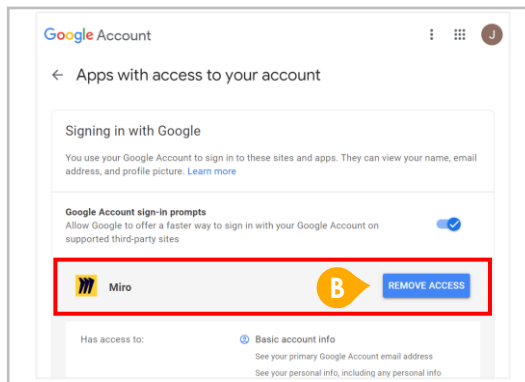 Google Account
J
Apps with access to your account
Signing in with Google
You use your Google Account to sign in to these sites and apps. They can view your name, email
address, and profile picture. Learn more
Google Account sign-in prompts
Allow Google to offer a faster way to sign in with your Google Account on
supported third-party sites
Miro
B
REMOVE ACCESS
Has access to:
Basic account info
See your primary Google Account email address
See your personal info, including any personal info